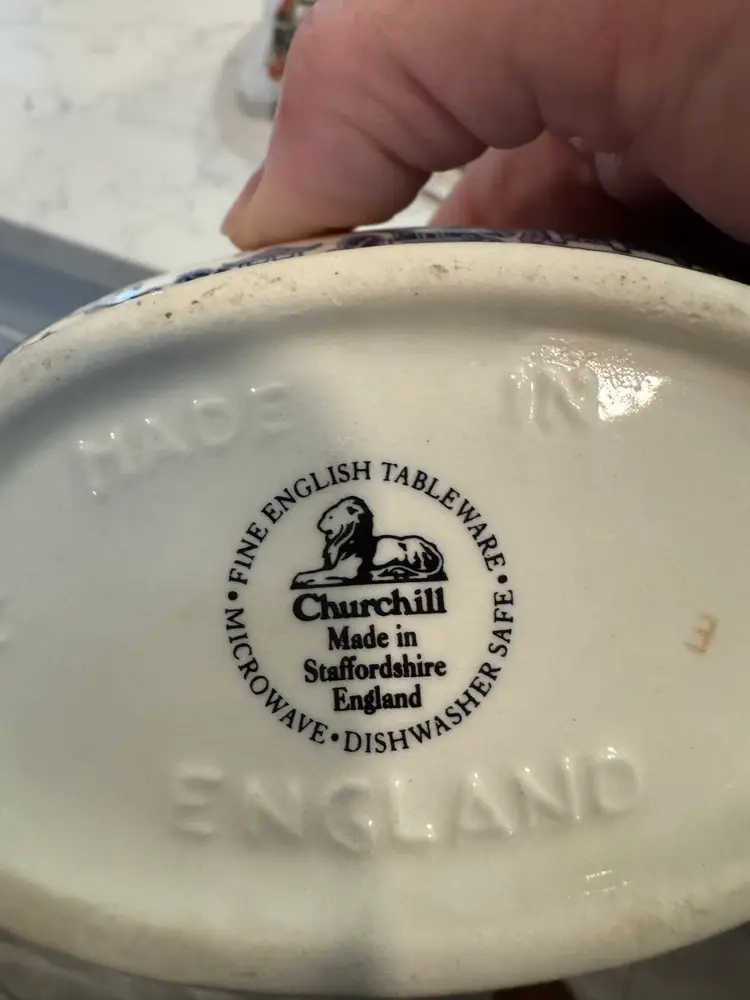 MADE IN
• FINE ENGLISH TABLEWARE •
Churchill
Made in
Staffordshire
England
MICROWAVE • DISHWASHER SAFE
ENGLAND
E